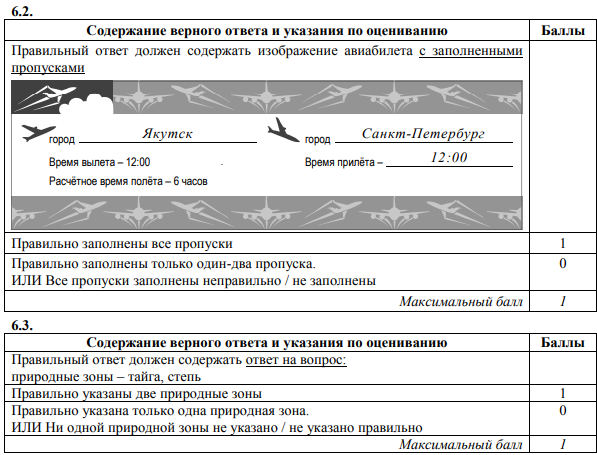 6.2.
Содержание верного ответа и указания по оцениванию Баллы
Правильный ответ должен содержать изображение авиабилета с заполненными
пропусками
город Якутск город Санкт-Петербург
Время вылета – 12:00 Время прилёта – 12:00
Расчётное время полёта – 6 часов
Правильно заполнены все пропуски 1
Правильно заполнены только один-два пропуска. 0
ИЛИ Все пропуски заполнены неправильно / не заполнены
Максимальный балл 1
6.3.
Содержание верного ответа и указания по оцениванию Баллы
Правильный ответ должен содержать ответ на вопрос:
природные зоны – тайга, степь
Правильно указаны две природные зоны 1
Правильно указана только одна природная зона. 0
ИЛИ Ни одной природной зоны не указано / не указано правильно
Максимальный балл 1